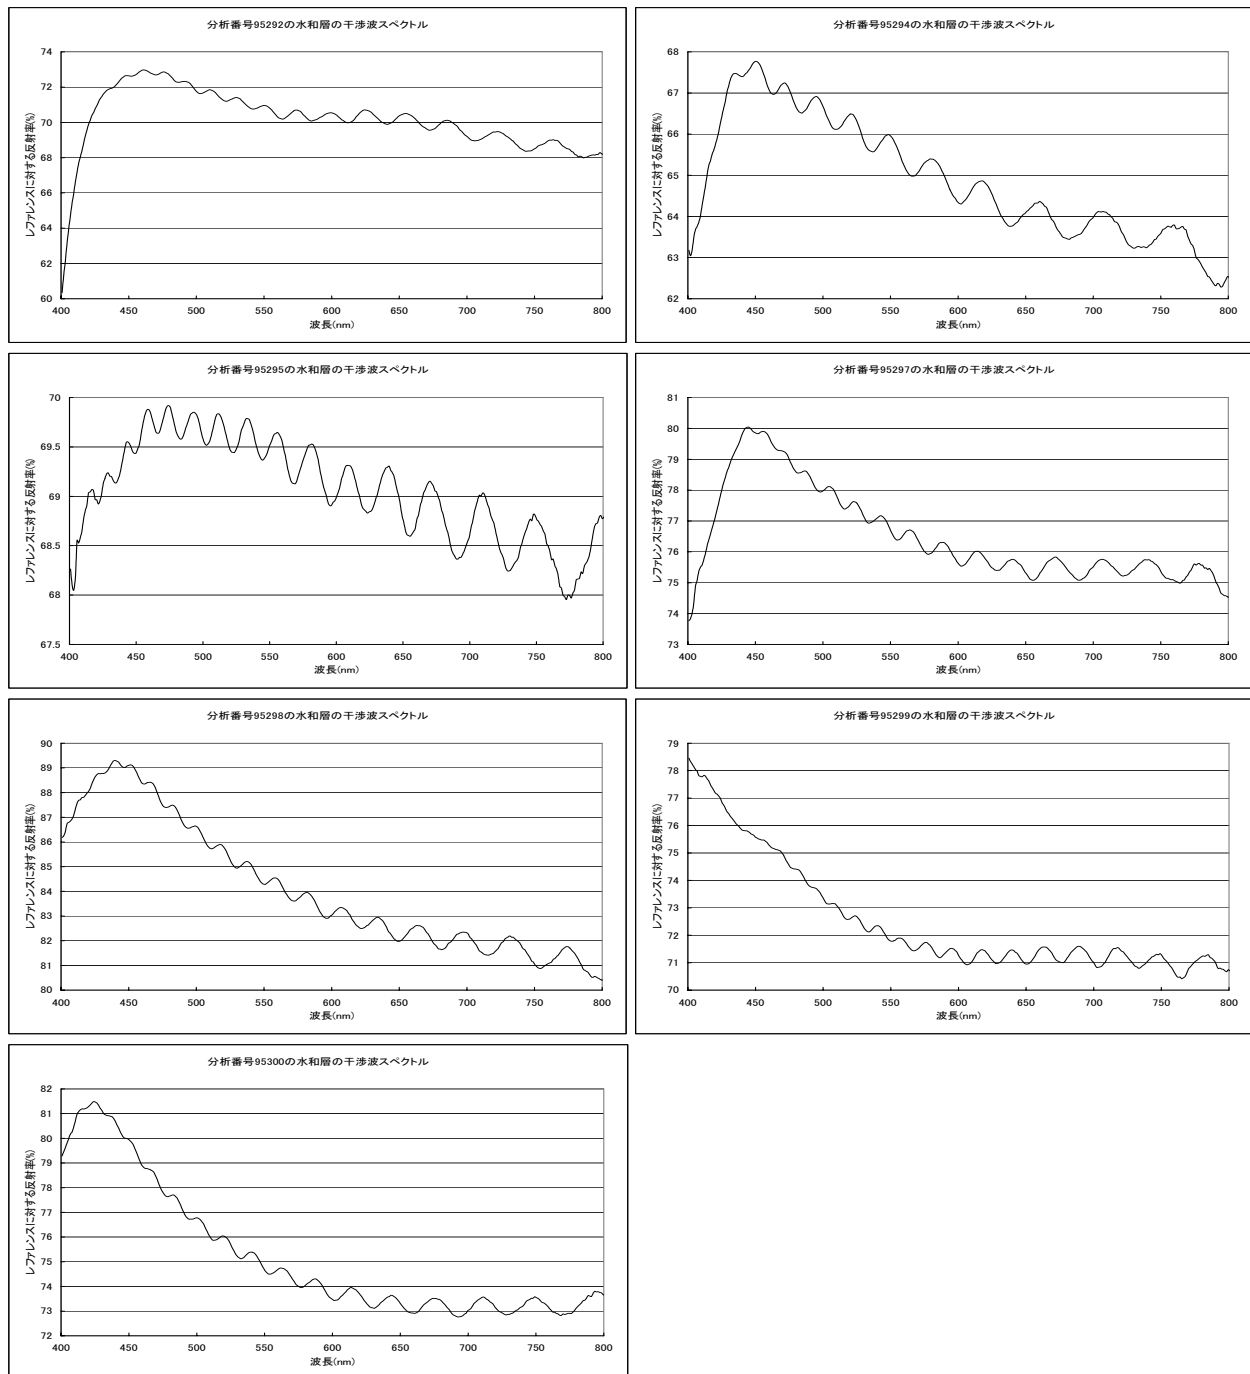 分析番号95292の水和層の干渉波スペクトル
レファレンスに対する反射率(%)
74
72
70
68
66
64
62
60
400 450 500 550 600 650 700 750 800
波長(nm)
分析番号95294の水和層の干渉波スペクトル
レファレンスに対する反射率(%)
68
67
66
65
64
63
62
400 450 500 550 600 650 700 750 800
波長(nm)
分析番号95295の水和層の干渉波スペクトル
レファレンスに対する反射率(%)
70
69.5
69
68.5
68
67.5
400 450 500 550 600 650 700 750 800
波長(nm)
分析番号95297の水和層の干渉波スペクトル
レファレンスに対する反射率(%)
81
80
79
78
77
76
75
74
73
400 450 500 550 600 650 700 750 800
波長(nm)
分析番号95298の水和層の干渉波スペクトル
レファレンスに対する反射率(%)
90
89
88
87
86
85
84
83
82
81
80
400 450 500 550 600 650 700 750 800
波長(nm)
分析番号95299の水和層の干渉波スペクトル
レファレンスに対する反射率(%)
79
78
77
76
75
74
73
72
71
70
400 450 500 550 600 650 700 750 800
波長(nm)
分析番号95300の水和層の干渉波スペクトル
レファレンスに対する反射率(%)
82
81
80
79
78
77
76
75
74
73
72
400 450 500 550 600 650 700 750 800
波長(nm)